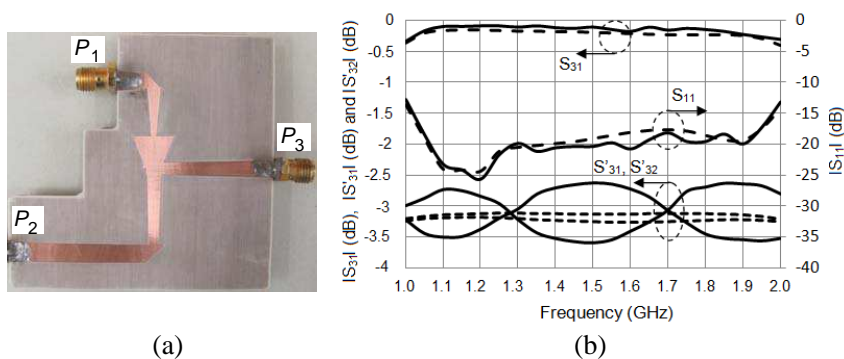 P1
P2
P3
(a)
|S31| (dB), |S'31| (dB) and |S'32| (dB)
0
-0.5
-1
-1.5
-2
-2.5
-3
-3.5
-4
S31
S11
S'31, S'32
0
-5
-10
-15
-20
-25
-30
-35
-40
|S11| (dB)
1.0 1.1 1.2 1.3 1.4 1.5 1.6 1.7 1.8 1.9 2.0
Frequency (GHz)
(b)